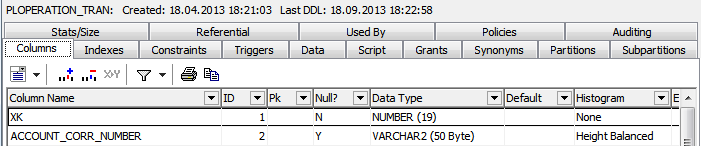 PLOPERATION_TRAN: Created: 18.04.2013 18:21:03 Last DDL: 18.09.2013 18:22:58
Stats/Size Referential Used By Policies Auditing
Columns Indexes Constraints Triggers Data Script Grants Synonyms Partitions Subpartitions
Column Name ID Pk Null? Data Type Default Histogram E
XK 1 N NUMBER (19) None
ACCOUNT_CORR_NUMBER 2 Y VARCHAR2 (50 Byte) Height Balanced